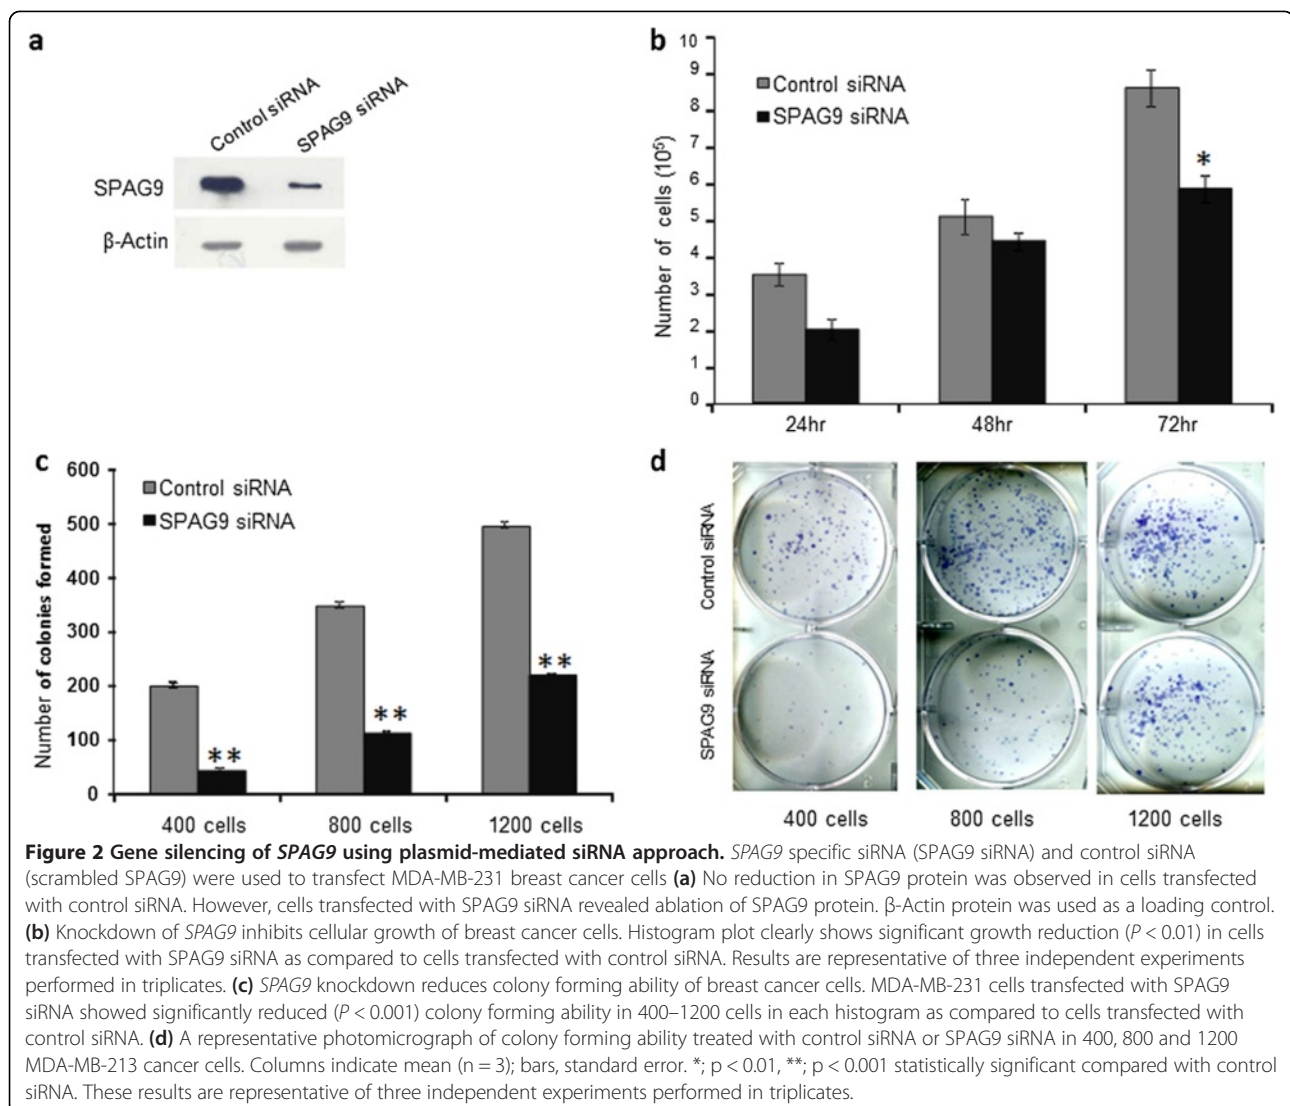 a
Control siRNA
SPAG9 siRNA
SPAG9
β-Actin
b
10
9
8
7
6
5
4
3
2
1
0
Number of cells (10⁵)
Control siRNA
SPAG9 siRNA
*
24hr
48hr
72hr
c
600
500
400
300
200
100
0
Number of colonies formed
Control siRNA
SPAG9 siRNA
**
**
**
400 cells
800 cells
1200 cells
d
Control siRNA
SPAG9 siRNA
400 cells
800 cells
1200 cells
Figure 2 Gene silencing of SPAG9 using plasmid-mediated siRNA approach. SPAG9 specific siRNA (SPAG9 siRNA) and control siRNA
(scrambled SPAG9) were used to transfect MDA-MB-231 breast cancer cells (a) No reduction in SPAG9 protein was observed in cells transfected
with control siRNA. However, cells transfected with SPAG9 siRNA revealed ablation of SPAG9 protein. β-Actin protein was used as a loading control.
(b) Knockdown of SPAG9 inhibits cellular growth of breast cancer cells. Histogram plot clearly shows significant growth reduction (P < 0.01) in cells
transfected with SPAG9 siRNA as compared to cells transfected with control siRNA. Results are representative of three independent experiments
performed in triplicates. (c) SPAG9 knockdown reduces colony forming ability of breast cancer cells. MDA-MB-231 cells transfected with SPAG9
siRNA showed significantly reduced (P < 0.001) colony forming ability in 400–1200 cells in each histogram as compared to cells transfected with
control siRNA. (d) A representative photomicrograph of colony forming ability treated with control siRNA or SPAG9 siRNA in 400, 800 and 1200
MDA-MB-213 cancer cells. Columns indicate mean (n = 3); bars, standard error. *; p < 0.01, **; p < 0.001 statistically significant compared with control
siRNA. These results are representative of three independent experiments performed in triplicates.